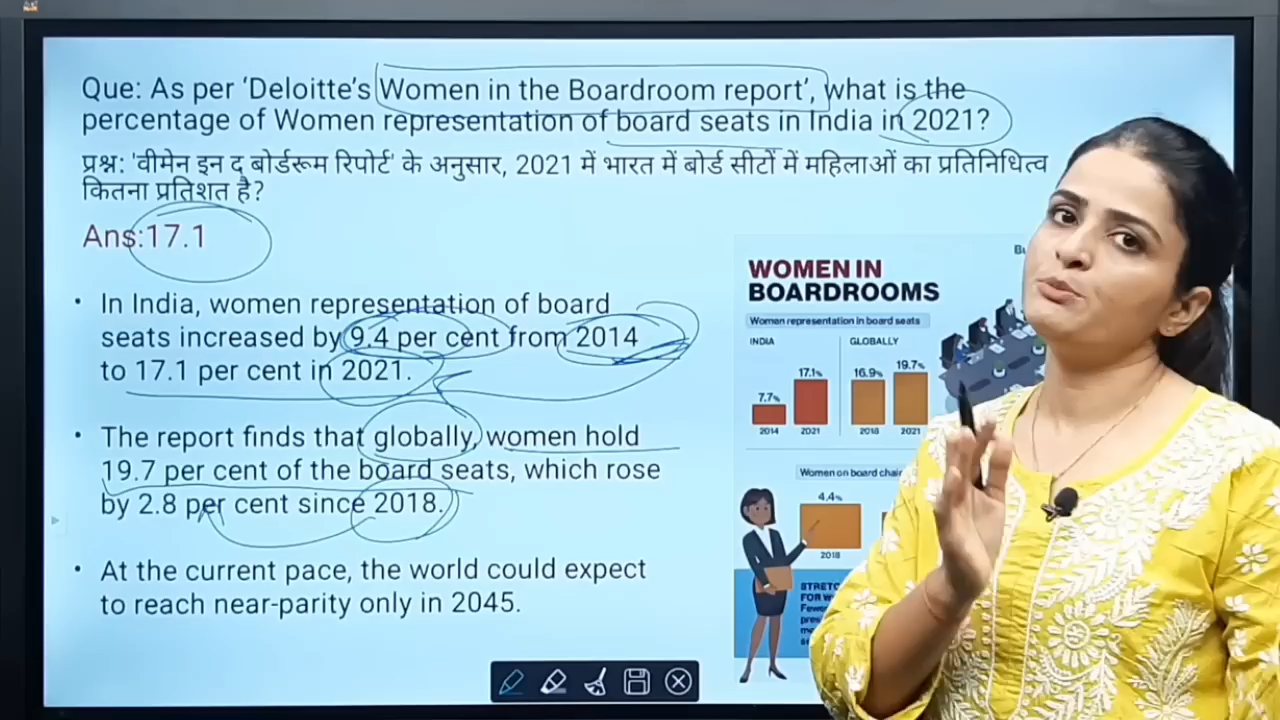 Que: As per ‘Deloitte’s Women in the Boardroom report’, what is the
percentage of Women representation of board seats in India in 2021?
प्रश्न: 'वीमेन इन द बोर्डरूम रिपोर्ट' के अनुसार, 2021 में भारत में बोर्ड सीटों में महिलाओं का प्रतिनिधित्व
कितना प्रतिशत है?
Ans:17.1
• In India, women representation of board
seats increased by 9.4 per cent from 2014
to 17.1 per cent in 2021.
• The report finds that globally, women hold
19.7 per cent of the board seats, which rose
by 2.8 per cent since 2018.
• At the current pace, the world could expect
to reach near-parity only in 2045.
WOMEN IN
BOARDROOMS
Women representation in board seats
INDIA
GLOBALLY
7.7%
17.1%
16.9%
19.7%
2014
2021
2018
2021
Women on board chair
4.4%
2018
FOR